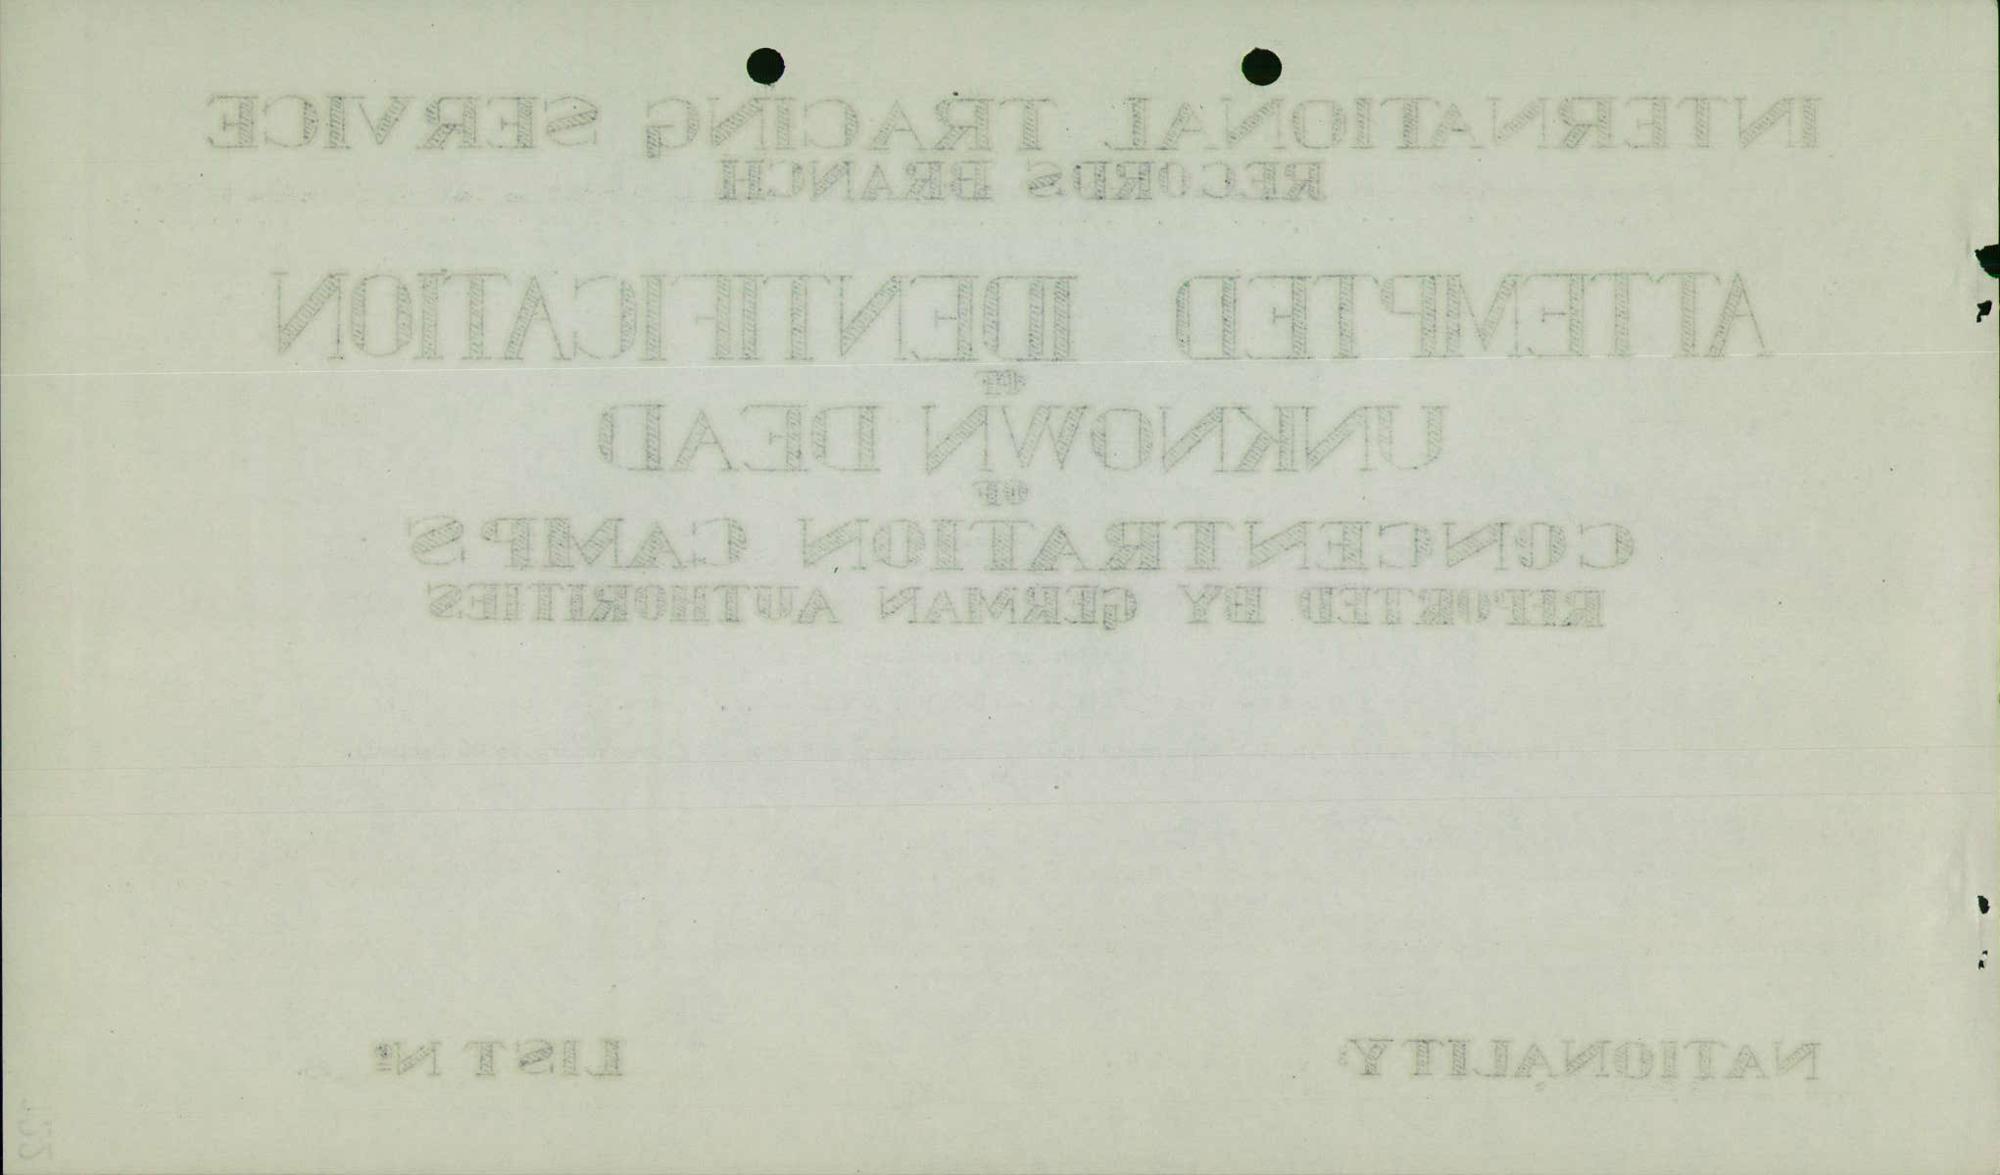 INTERNATIONAL TRACING SERVICE
RECORDS BRANCH
ATTEMPTED IDENTIFICATION
OF
UNKNOWN DEAD
OF
CONCENTRATION CAMPS
REPORTED BY GERMAN AUTHORITIES
NATIONALITY: LIST Nº